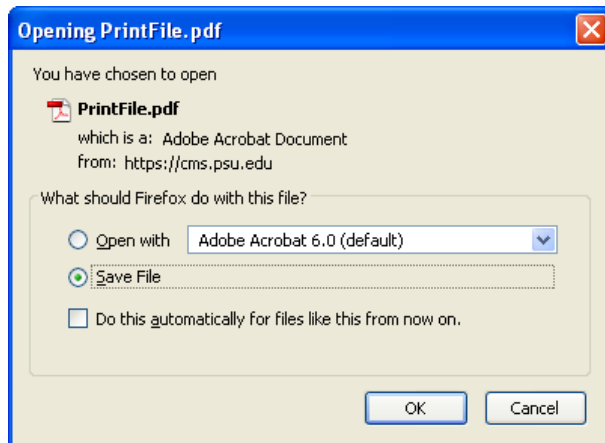 Opening PrintFile.pdf
You have chosen to open
PrintFile.pdf
which is a: Adobe Acrobat Document
from: https://cms.psu.edu
What should Firefox do with this file?
Open with Adobe Acrobat 6.0 (default)
Save File
Do this automatically for files like this from now on.
OK Cancel